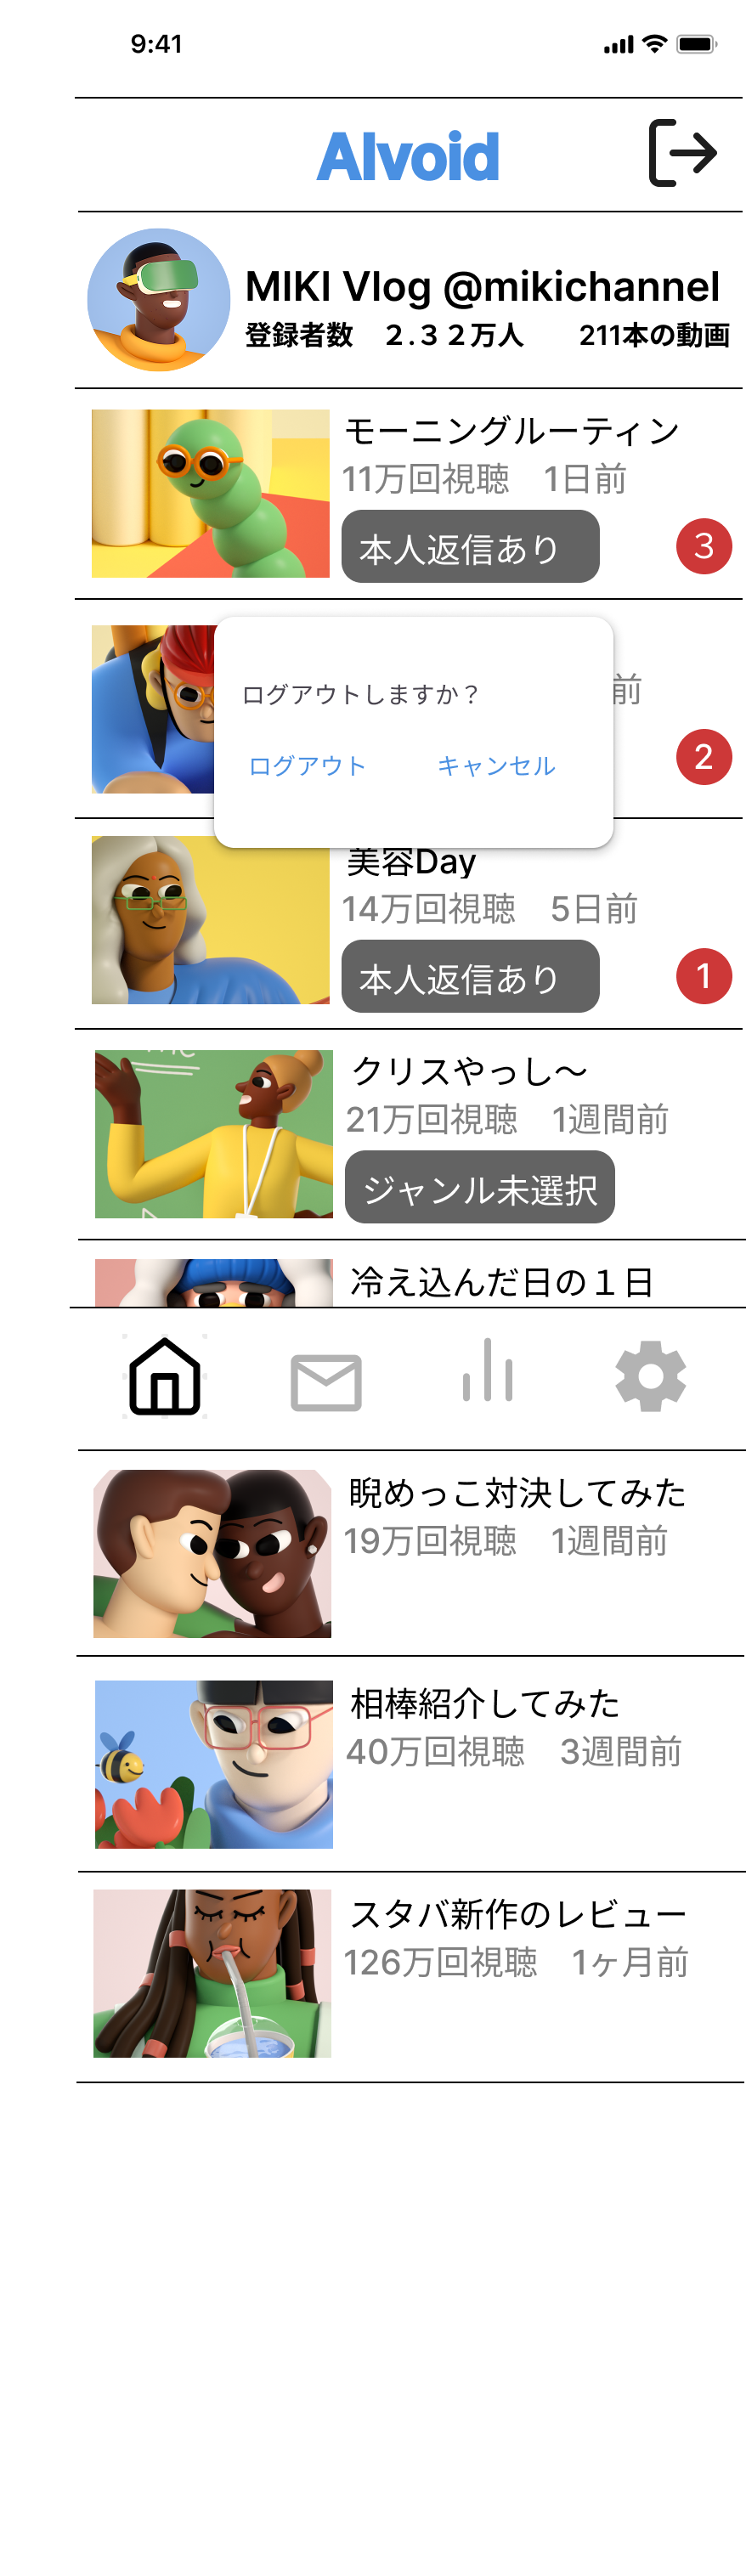 9:41
Alvoid
MIKI Vlog @mikichannel
登録者数　２.３２万人　　211本の動画
モーニングルーティン
11万回視聴　1日前
本人返信あり
3
前
ログアウトしますか？
ログアウト　キャンセル
2
美容Day
14万回視聴　5日前
本人返信あり
1
クリスやっし〜
21万回視聴　1週間前
ジャンル未選択
冷え込んだ日の１日
睨めっこ対決してみた
19万回視聴　1週間前
相棒紹介してみた
40万回視聴　3週間前
スタバ新作のレビュー
126万回視聴　1ヶ月前